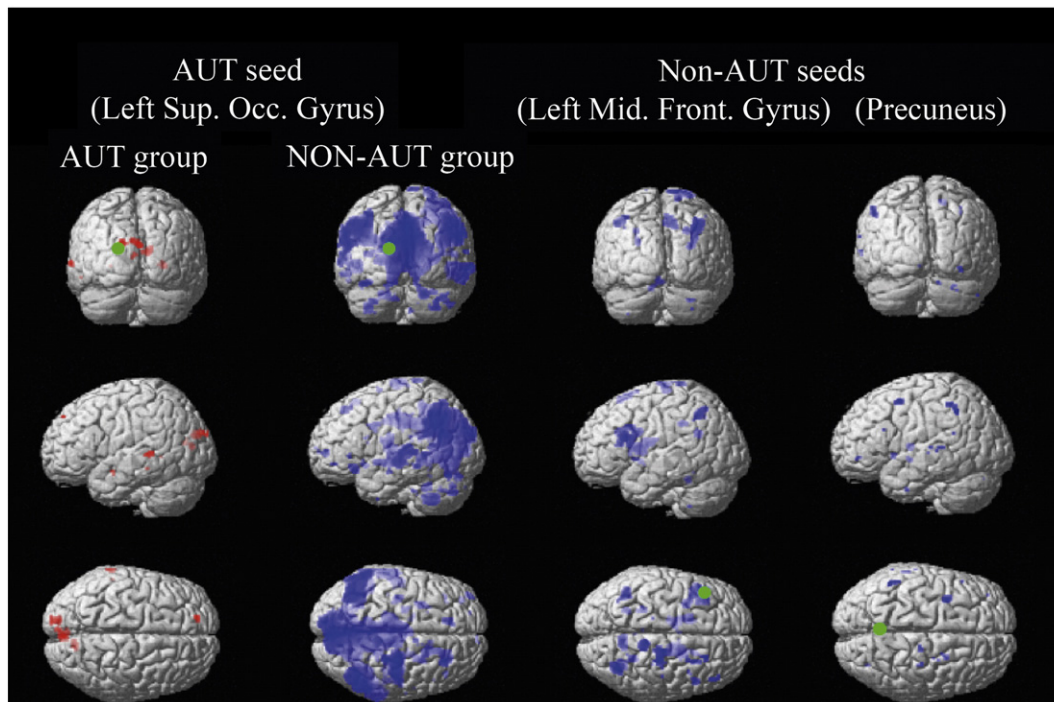 AUT seed
(Left Sup. Occ. Gyrus)
Non-AUT seeds
(Left Mid. Front. Gyrus) (Precuneus)
AUT group
NON-AUT group